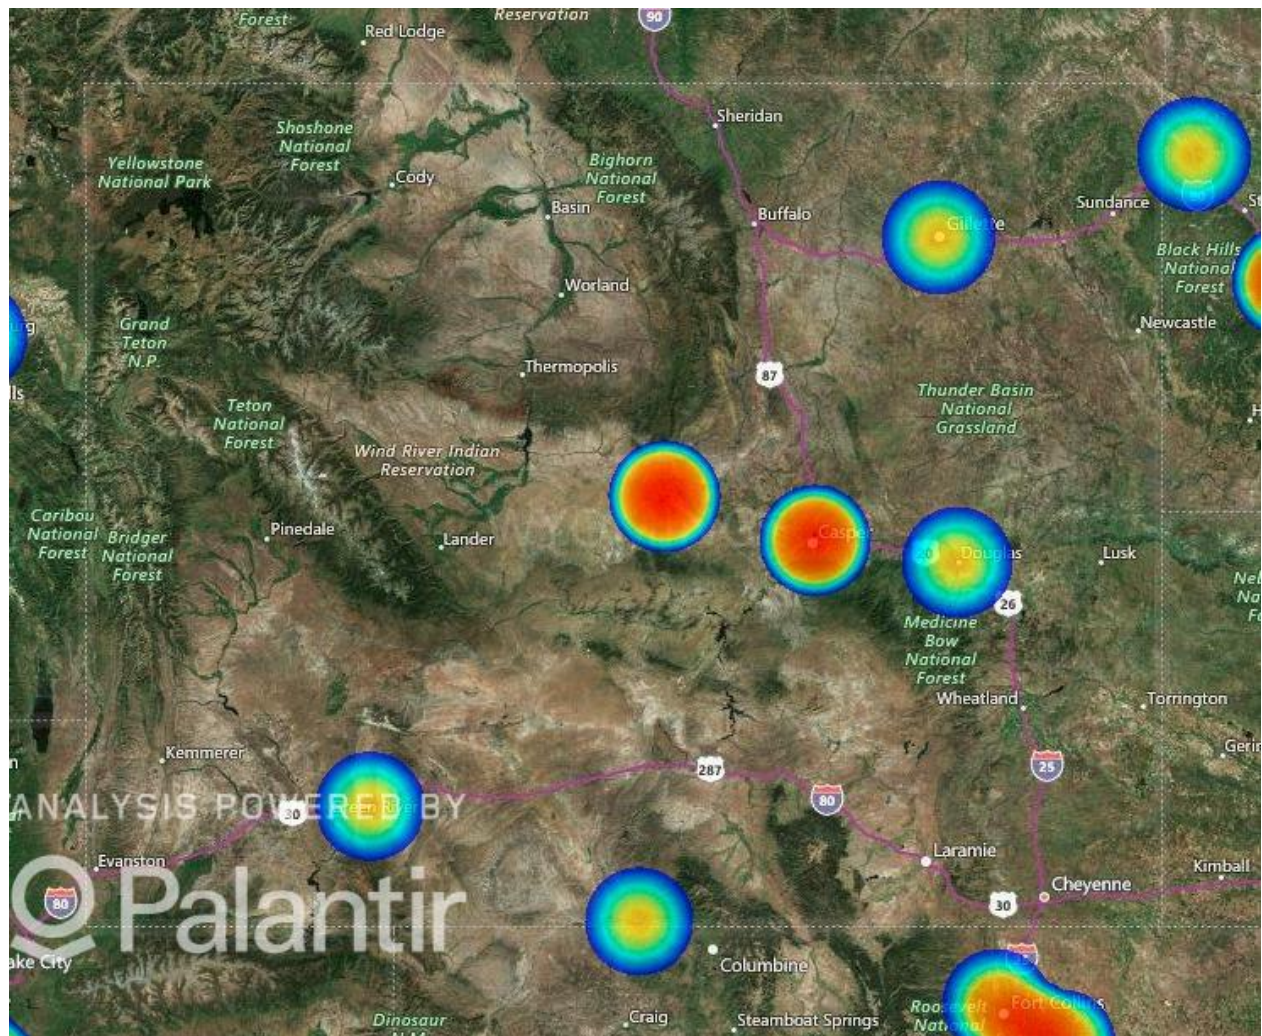 Forest
Reservation
90
Red Lodge
Sheridan
Shoshone
National
Forest
Yellowstone
National Park
Cody
Bighorn
National
Forest
Basin
Buffalo
Gillette
Sundance
Black Hills
National
Forest
Worland
Newcastle
Grand
Teton
N.P.
Thermopolis
87
Thunder Basin
National
Grassland
Teton
National
Forest
Wind River Indian
Reservation
Caribou
National
Forest
Bridger
National
Forest
Pinedale
Lander
Casper
20
Douglas
Lusk
26
Medicine
Bow
National
Forest
Wheatland
Torrington
Kemmerer
287
25
80
ANALYSIS POWERED BY
30
Green River
Evanston
Laramie
Kimball
Cheyenne
80
Palantir
30
ake City
Columbine
Fort Collins
Roosevelt
National
Craig
Steamboat Springs
Dinosaur